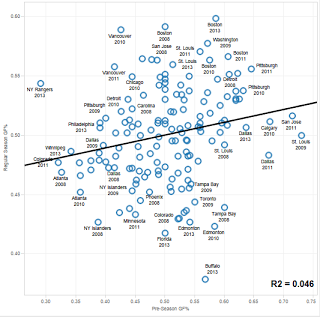 Boston
2013
Vancouver
2010
Boston
2008
Washington
2009
San Jose
2008
St. Louis
2011
Boston
2011
Vancouver
2011
St. Louis
2013
Boston
2010
Pittsburgh
2011
NY Rangers
2013
Chicago
2010
Detroit
2008
Detroit
2010
Pittsburgh
2010
Pittsburgh
2009
Carolina
2008
Philadelphia
2013
Dallas
2013
Calgary
2010
San Jose
2011
Calgary
2009
Winnipeg
2013
Dallas
2009
St. Louis
2008
Colorado
2011
Dallas
2011
Atlanta
2008
Dallas
2008
Atlanta
2010
NY Islanders
2009
Phoenix
2008
Tampa Bay
2009
Toronto
2009
NY Islanders
2008
Minnesota
2011
Colorado
2008
Tampa Bay
2008
Florida
2013
Edmonton
2013
Edmonton
2010
Buffalo
2013
R2 = 0.046
Regular Season GF%
0.60
0.55
0.50
0.45
0.40
0.30
0.35
0.40
0.45
0.50
0.55
0.60
0.65
0.70
0.75
Pre-Season GF%